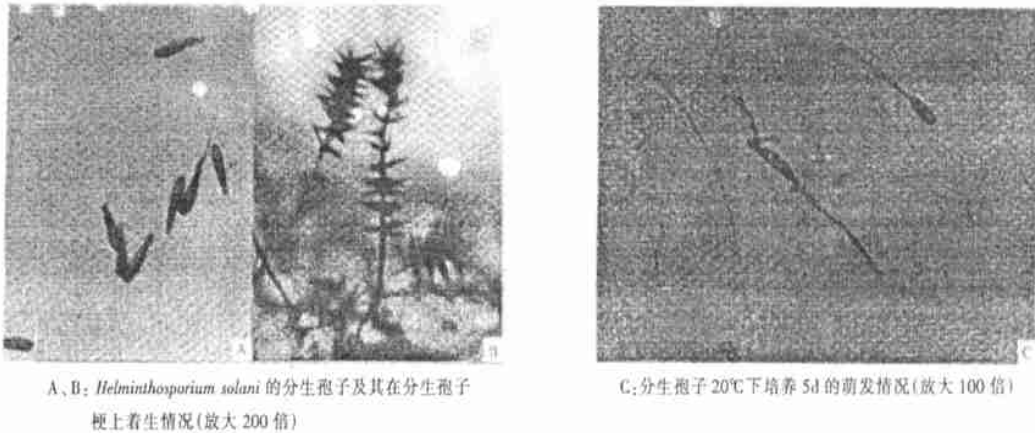 A
B
C
A、B: Helminthosporium solani 的分生孢子及其在分生孢子
梗上着生情况(放大 200 倍)
C:分生孢子 20℃下培养 5d 的萌发情况(放大 100 倍)